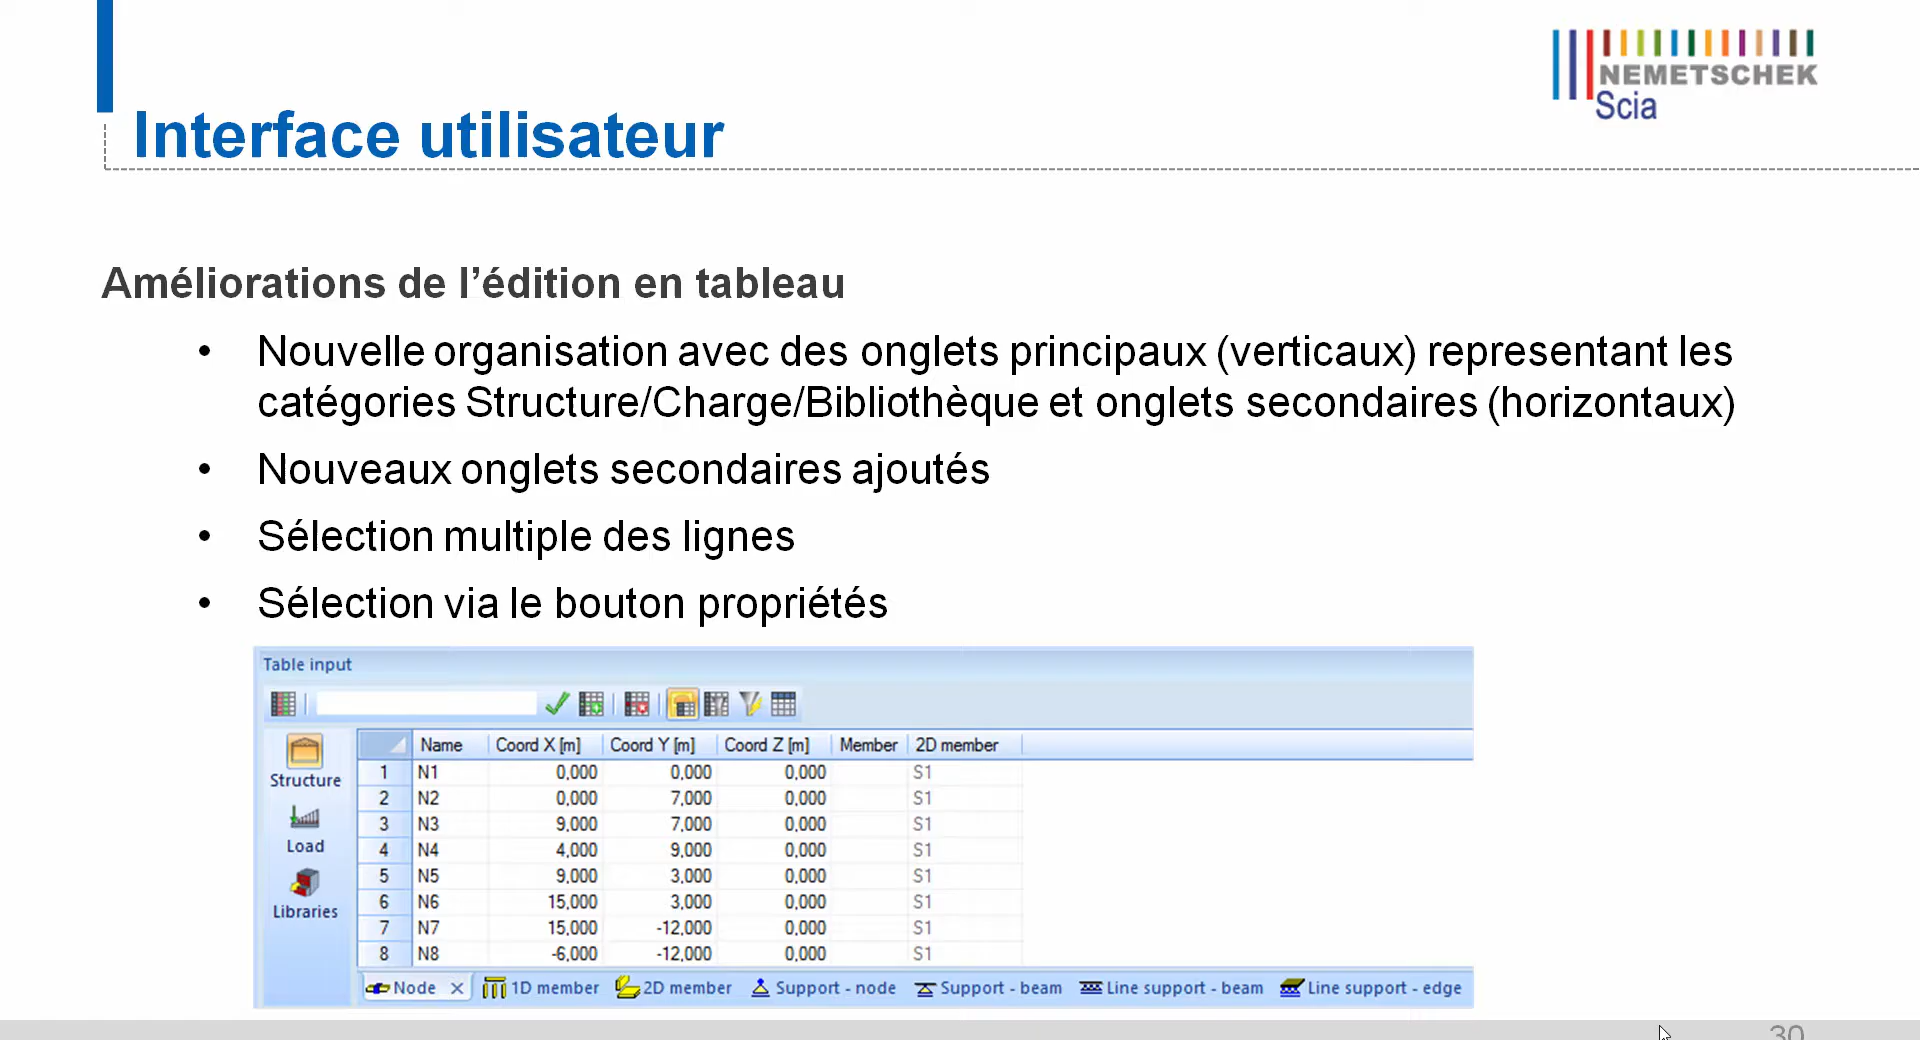 NEMETSCHEK
Scia
Interface utilisateur
Améliorations de l’édition en tableau
• Nouvelle organisation avec des onglets principaux (verticaux) representant les
catégories Structure/Charge/Bibliothèque et onglets secondaires (horizontaux)
• Nouveaux onglets secondaires ajoutés
• Sélection multiple des lignes
• Sélection via le bouton propriétés
Table input
Structure
Load
Libraries
Name Coord X [m] Coord Y [m] Coord Z [m] Member 2D member
1 N1 0,000 0,000 0,000 S1
2 N2 0,000 7,000 0,000 S1
3 N3 9,000 7,000 0,000 S1
4 N4 4,000 9,000 0,000 S1
5 N5 9,000 3,000 0,000 S1
6 N6 15,000 3,000 0,000 S1
7 N7 15,000 -12,000 0,000 S1
8 N8 -6,000 -12,000 0,000 S1
Node 1D member 2D member Support - node Support - beam Line support - beam Line support - edge
30